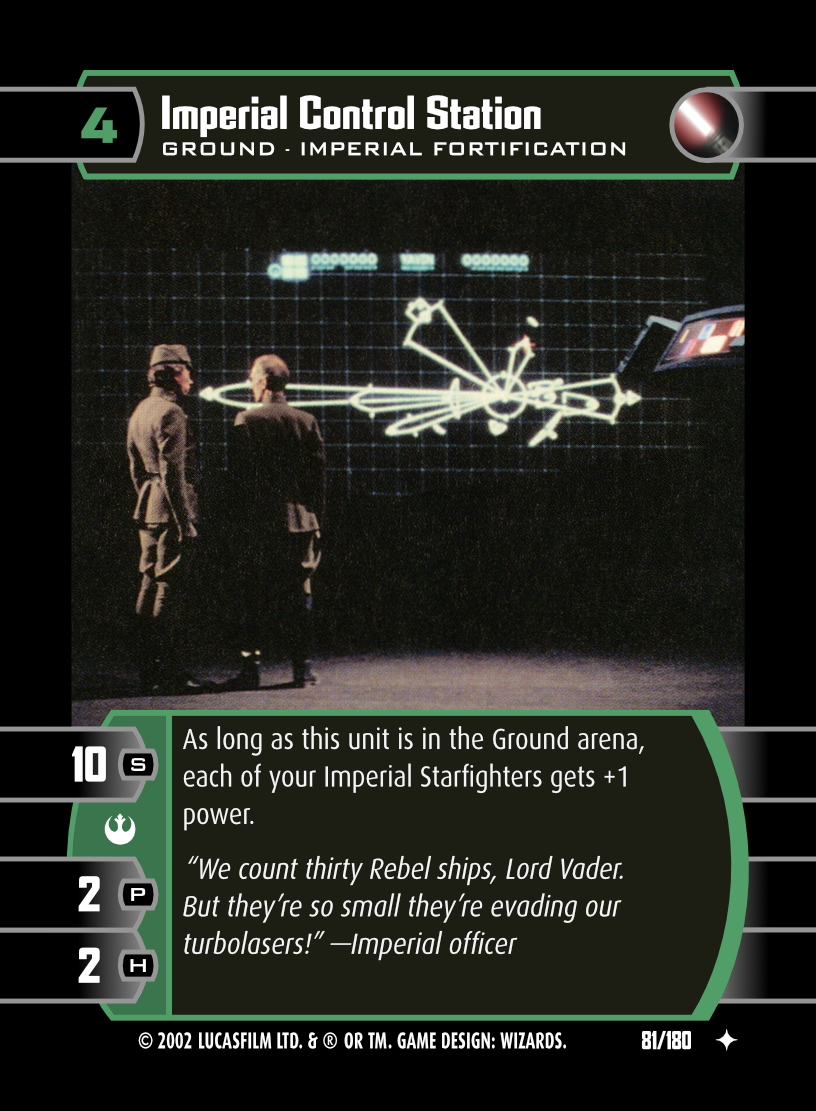 4
Imperial Control Station
GROUND - IMPERIAL FORTIFICATION
0000000 YAVIN 0000000
10 S
2 P
2 H
As long as this unit is in the Ground arena,
each of your Imperial Starfighters gets +1
power.
“We count thirty Rebel ships, Lord Vader.
But they’re so small they’re evading our
turbolasers!” —Imperial officer
© 2002 LUCASFILM LTD. & ® OR TM. GAME DESIGN: WIZARDS.
81/180